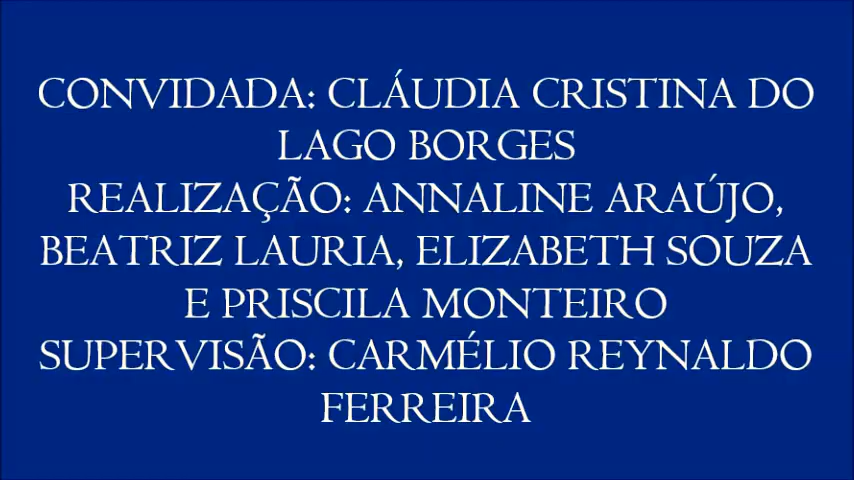 CONVIDADA: CLÁUDIA CRISTINA DO
LAGO BORGES
REALIZAÇÃO: ANNALINE ARAÚJO,
BEATRIZ LAURIA, ELIZABETH SOUZA
E PRISCILA MONTEIRO
SUPERVISÃO: CARMÉLIO REYNALDO
FERREIRA